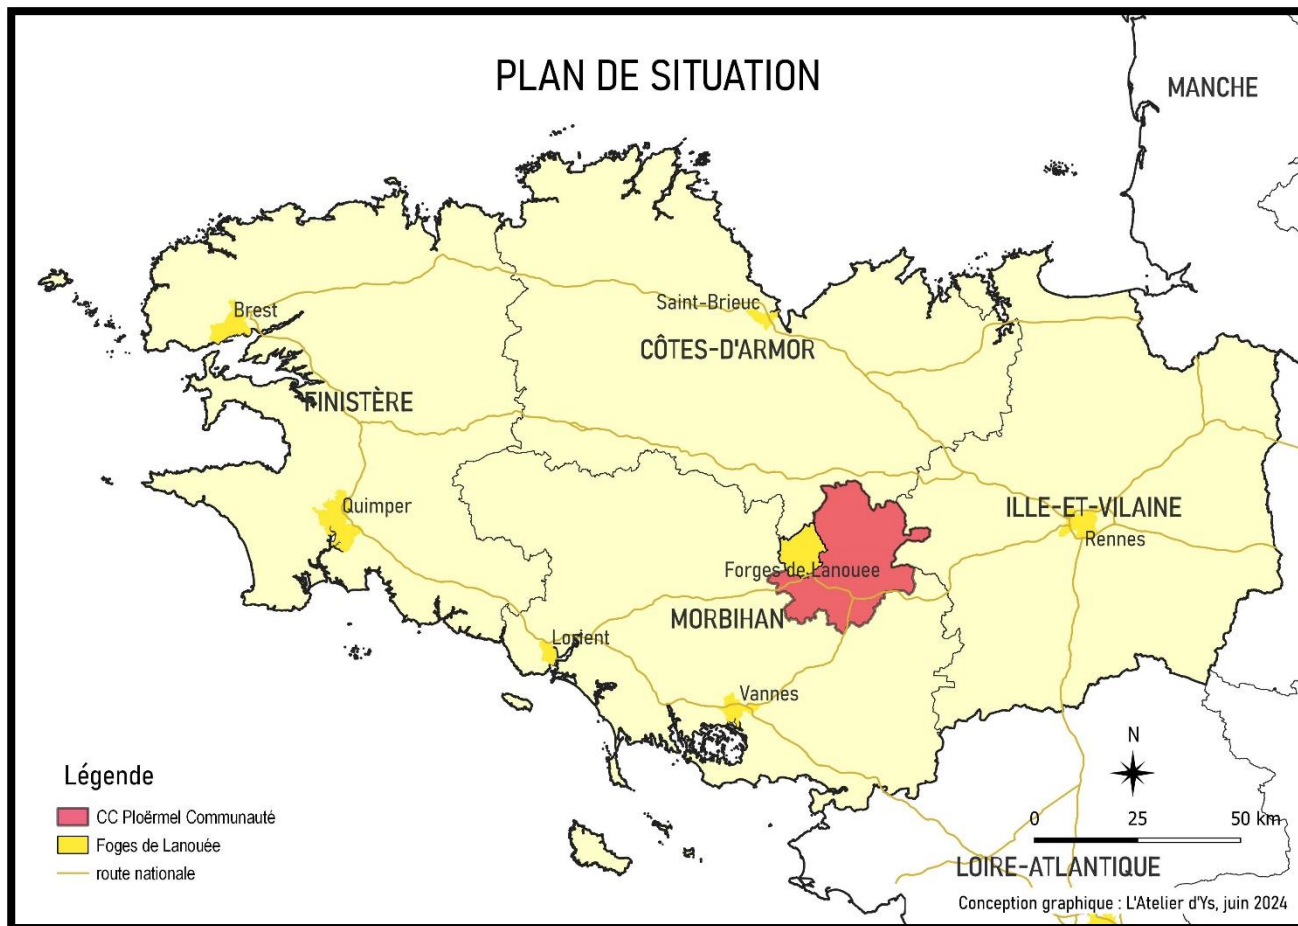 PLAN DE SITUATION
MANCHE
Brest
Saint-Brieuc
CÔTES-D'ARMOR
FINISTÈRE
Quimper
ILLE-ET-VILAINE
Rennes
Forges de Lanouee
MORBIHAN
Lorient
Vannes
N
Légende
CC Ploërmel Communauté
Foges de Lanouée
route nationale
0 25 50 km
LOIRE-ATLANTIQUE
Conception graphique : L'Atelier d'Ys, juin 2024